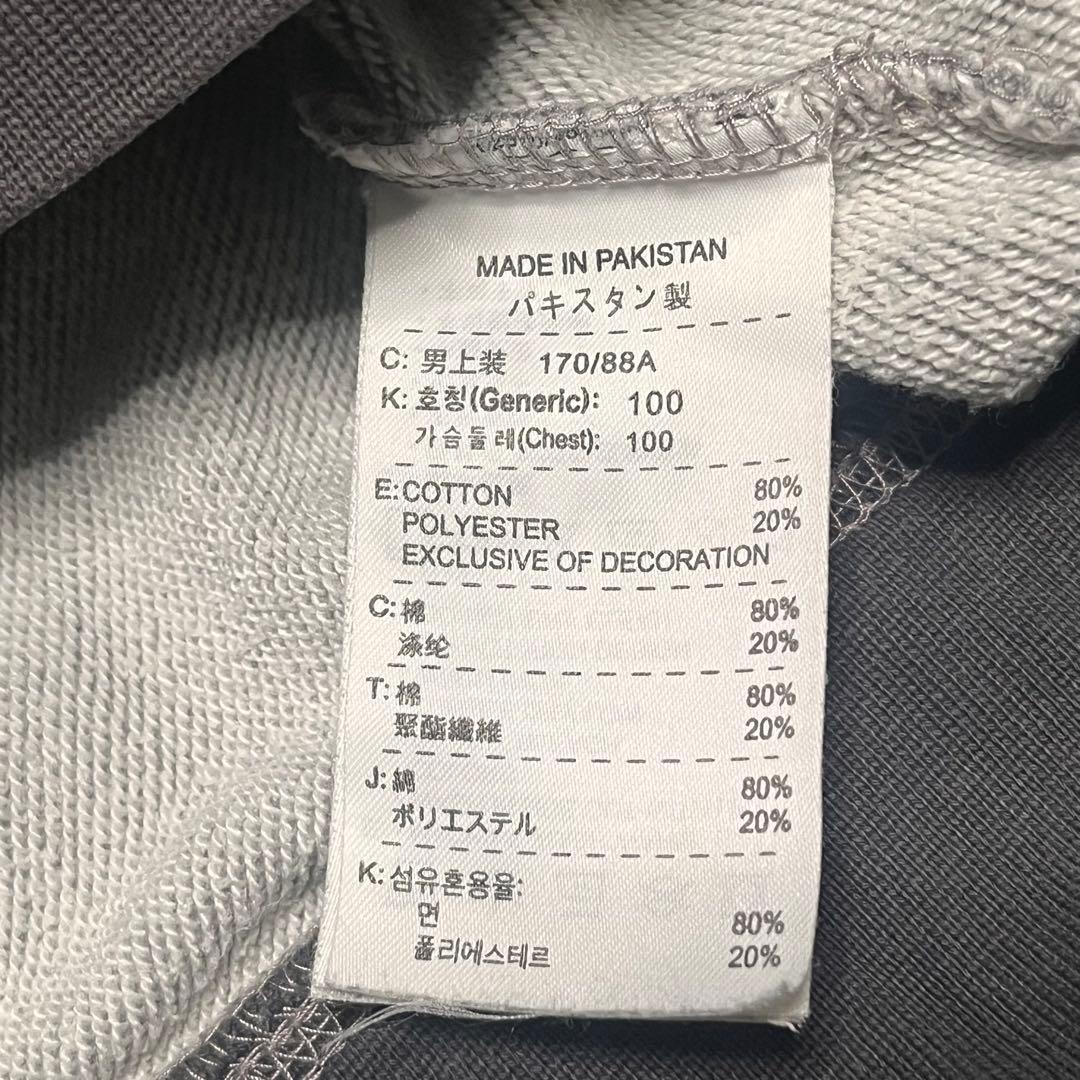 MADE IN PAKISTAN
パキスタン製
C: 男上装 170/88A
K: 호칭(Generic): 100
가슴둘레(Chest): 100
E: COTTON 80%
POLYESTER 20%
EXCLUSIVE OF DECORATION
C: 棉 80%
涤纶 20%
T: 棉 80%
聚酯纖維 20%
J: 綿 80%
ポリエステル 20%
K: 섬유혼용율:
면 80%
폴리에스테르 20%